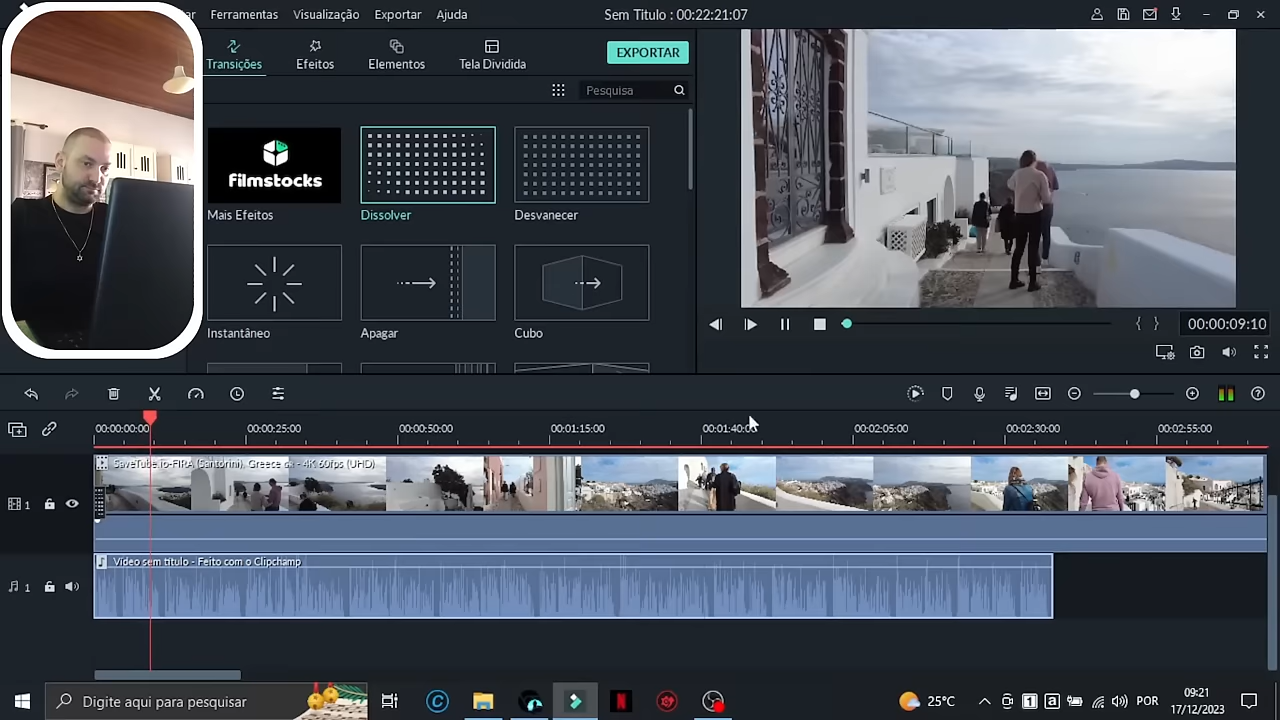 ar Ferramentas Visualização Exportar Ajuda Sem Titulo : 00:22:21:07
Transições Efeitos Elementos Tela Dividida EXPORTAR
Pesquisa
filmstocks
Mais Efeitos Dissolver Desvanecer
Instantâneo Apagar Cubo
{ } 00:00:09:10
00:00:00:00 00:00:25:00 00:00:50:00 00:01:15:00 00:01:40:00 00:02:05:00 00:02:30:00 00:02:55:00
SaveTube.io-FIRA (Santorini), Greece 🇬🇷 - 4K 60fps (UHD)
1
Vídeo sem título - Feito com o Clipchamp
1
Digite aqui para pesquisar 25°C POR 09:21
17/12/2023